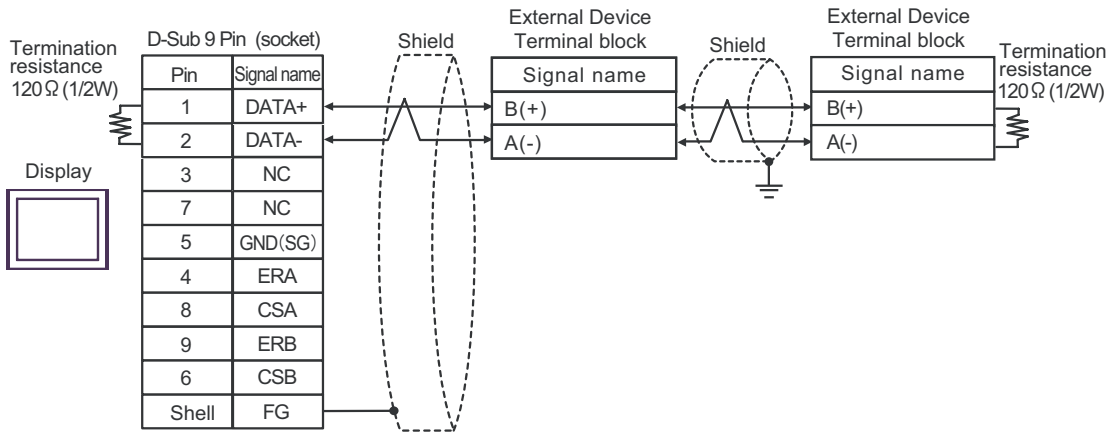 Termination
resistance
120Ω (1/2W)
Display
D-Sub 9 Pin (socket)
Pin Signal name
1 DATA+
2 DATA-
3 NC
7 NC
5 GND(SG)
4 ERA
8 CSA
9 ERB
6 CSB
Shell FG
Shield
External Device
Terminal block
Signal name
B(+)
A(-)
Shield
External Device
Terminal block
Signal name
B(+)
A(-)
Termination
resistance
120Ω (1/2W)